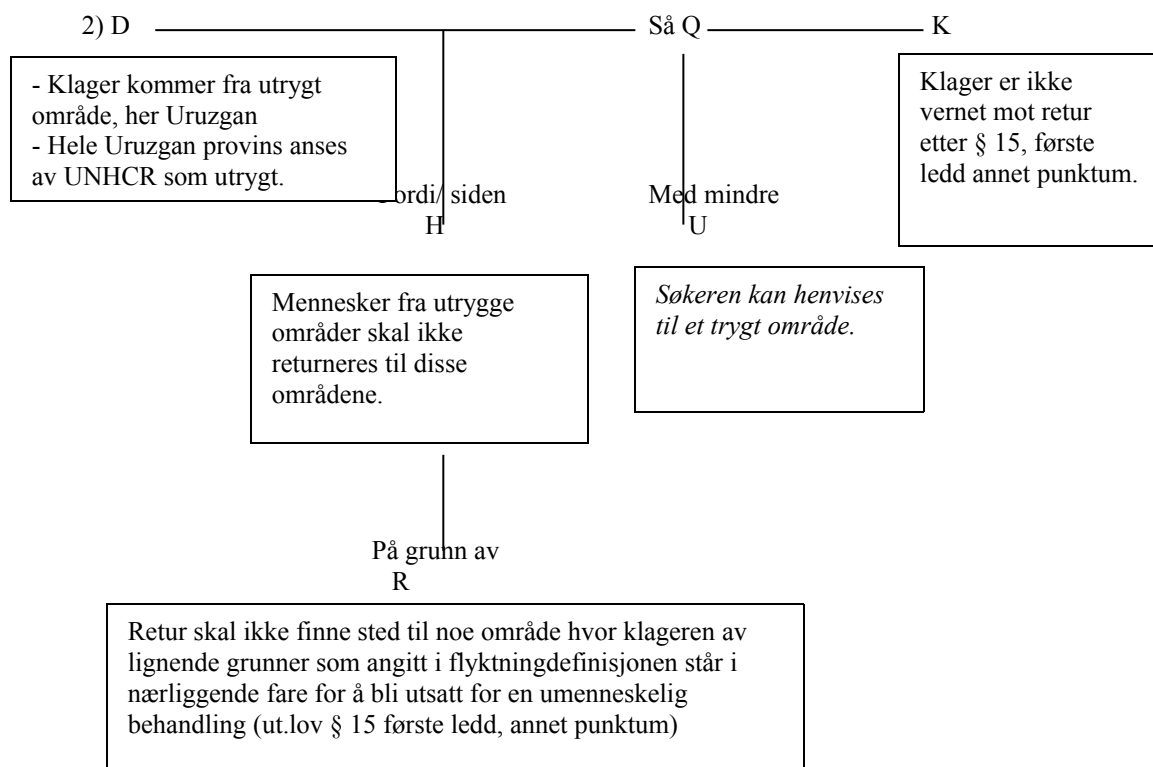 2) D Så Q K
- Klager kommer fra utrygt
område, her Uruzgan
- Hele Uruzgan provins anses
av UNHCR som utrygt.
Klager er ikke
vernet mot retur
etter § 15, første
ledd annet punktum.
ordi/ siden
H
Med mindre
U
Mennesker fra utrygge
områder skal ikke
returneres til disse
områdene.
Søkeren kan henvises
til et trygt område.
På grunn av
R
Retur skal ikke finne sted til noe område hvor klageren av
lignende grunner som angitt i flyktningdefinisjonen står i
nærliggende fare for å bli utsatt for en umenneskelig
behandling (ut.lov § 15 første ledd, annet punktum)